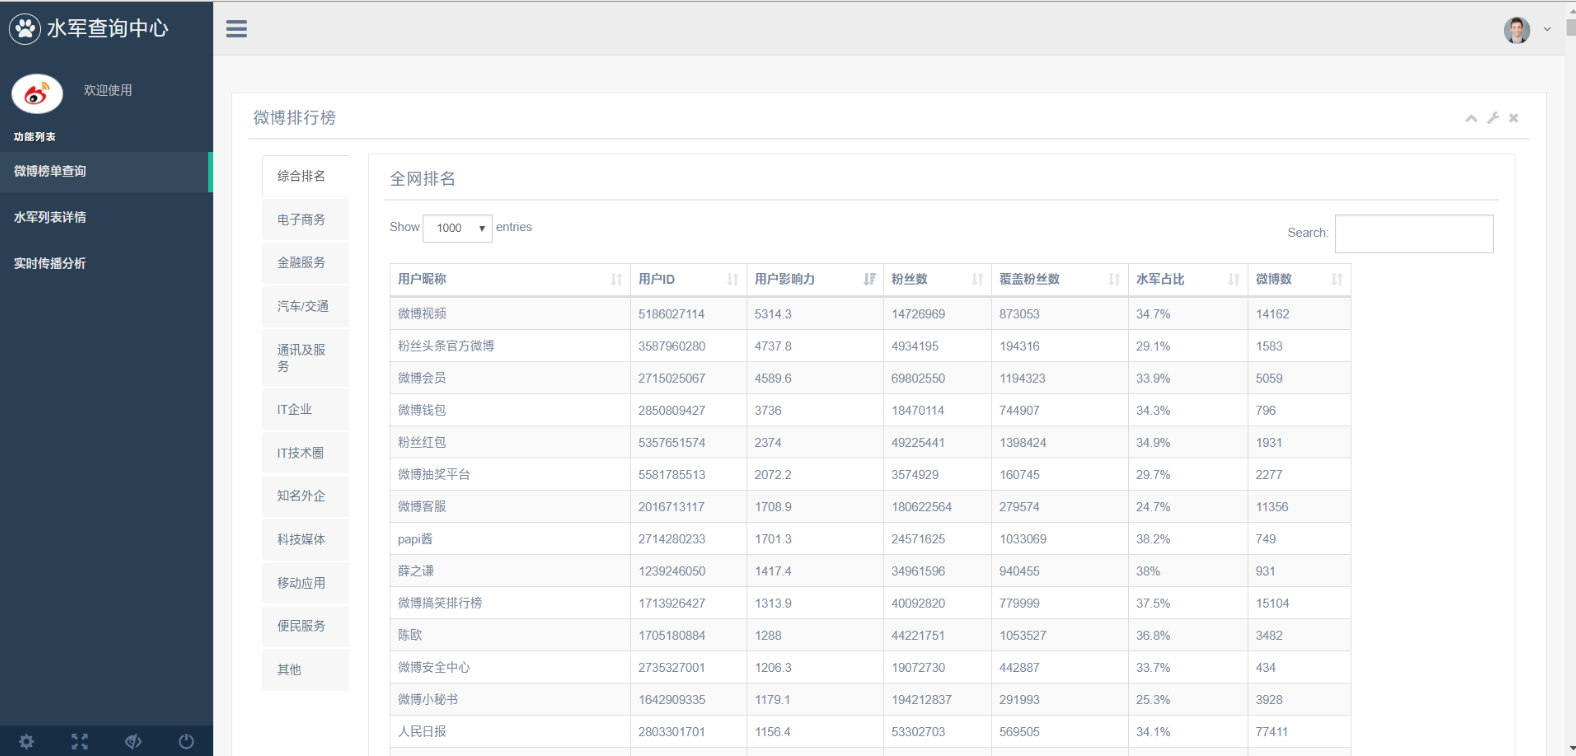 水军查询中心
欢迎使用
功能列表
微博榜单查询
水军列表详情
实时传播分析
微博排行榜
综合排名
电子商务
金融服务
汽车/交通
通讯及服
务
IT企业
IT技术圈
知名外企
科技媒体
移动应用
便民服务
其他
全网排名
Show 1000 entries
Search:
用户昵称 用户ID 用户影响力 粉丝数 覆盖粉丝数 水军占比 微博数
微博视频 5186027114 5314.3 14726969 873053 34.7% 14162
粉丝头条官方微博 3587960280 4737.8 4934195 194316 29.1% 1583
微博会员 2715025067 4589.6 69802550 1194323 33.9% 5059
微博钱包 2850809427 3736 18470114 744907 34.3% 796
粉丝红包 5357651574 2374 49225441 1398424 34.9% 1931
微博抽奖平台 5581785513 2072.2 3574929 160745 29.7% 2277
微博客服 2016713117 1708.9 180622564 279574 24.7% 11356
papi酱 2714280233 1701.3 24571625 1033069 38.2% 749
薛之谦 1239246050 1417.4 34961596 940455 38% 931
微博搞笑排行榜 1713926427 1313.9 40092820 779999 37.5% 15104
陈欧 1705180884 1288 44221751 1053527 36.8% 3482
微博安全中心 2735327001 1206.3 19072730 442887 33.7% 434
微博小秘书 1642909335 1179.1 194212837 291993 25.3% 3928
人民日报 2803301701 1156.4 53302703 569505 34.1% 77411